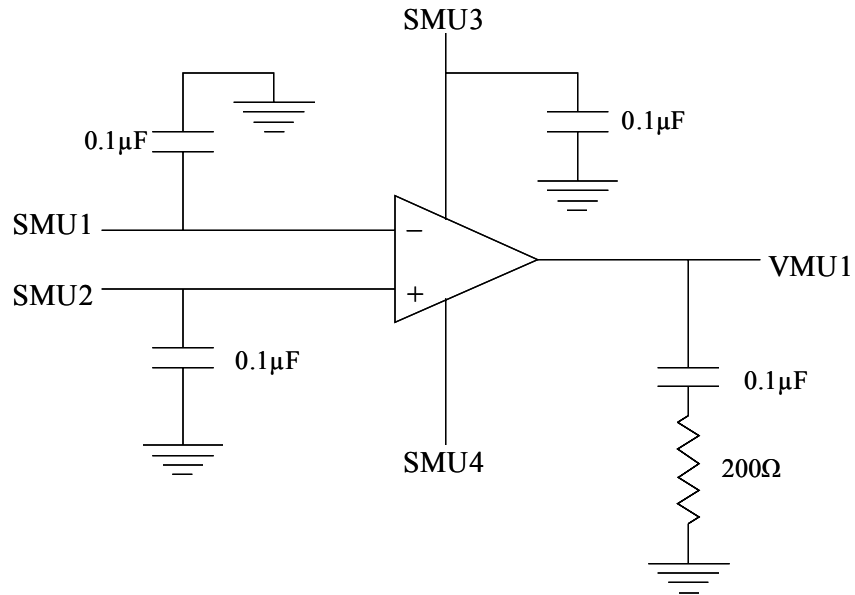 SMU3
0.1µF
0.1µF
SMU1
−
VMU1
SMU2
+
0.1µF
0.1µF
SMU4
200Ω